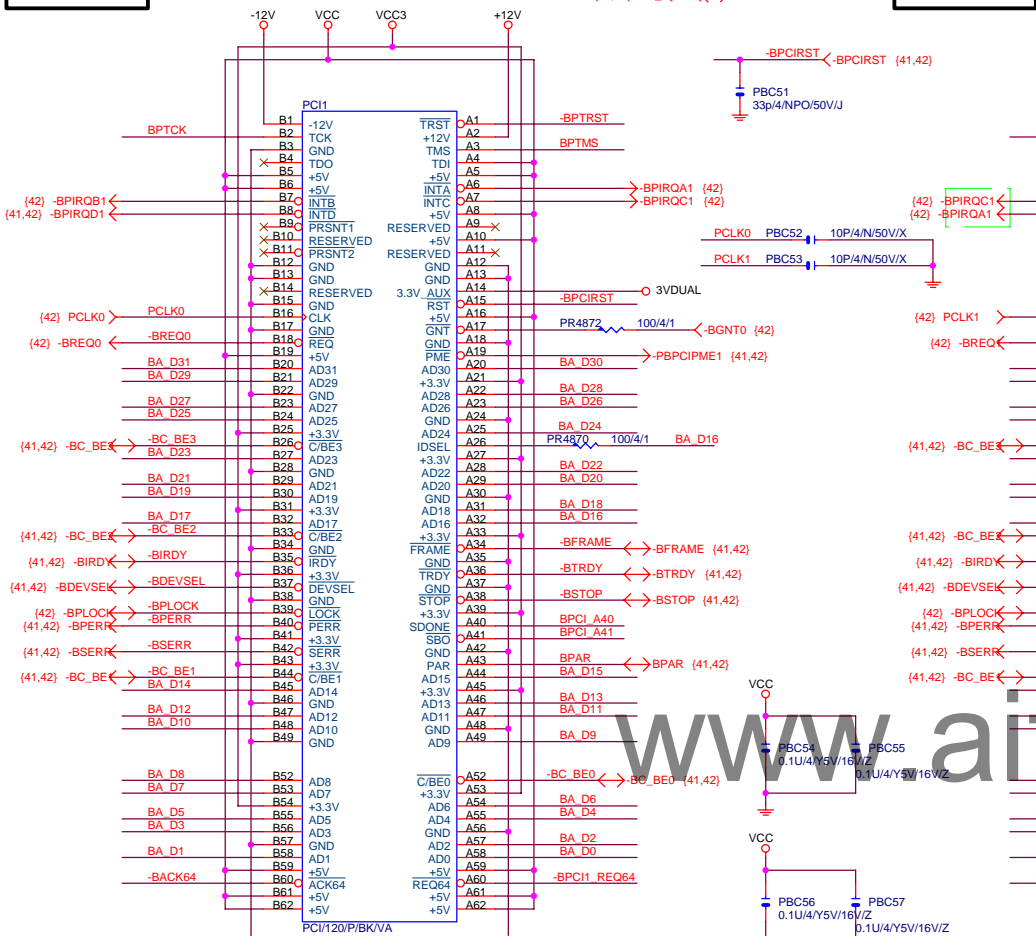 -12V VCC VCC3 +12V
-BPCIRST -BPCIRST {41,42}
PBC51
33p/4/NPO/50V/J
PCI1
B1 -12V TRST A1 -BPTRST
BPTCK B2 TCK +12V A2
B3 GND TMS A3 BPTMS
B4 TDO TDI A4
B5 +5V +5V A5
B6 +5V INTA A6 -BPIRQA1 {42}
{42} -BPIRQB1 B7 INTB INTC A7 -BPIRQC1 {42} {42} -BPIRQC1
{41,42} -BPIRQD1 B8 INTD +5V A8 {42} -BPIRQA1
B9 PRSNT1 RESERVED A9
B10 RESERVED +5V A10 PCLK0 PBC52 10P/4/N/50V/X
B11 PRSNT2 RESERVED A11
B12 GND GND A12 PCLK1 PBC53 10P/4/N/50V/X
B13 GND GND A13
B14 RESERVED 3.3V_AUX A14 3VDUAL
B15 GND RST A15 -BPCIRST
{42} PCLK0 PCLK0 B16 CLK +5V A16 {42} PCLK1
B17 GND GNT A17 PR4872 100/4/1 -BGNT0 {42}
{42} -BREQ0 -BREQ0 B18 REQ GND A18 {42}
B19 +5V PME A19 -PBPCIPME1 {41,42}
BA_D31 B20 AD31 AD30 A20 BA_D30
BA_D29 B21 AD29 +3.3V A21
B22 GND AD28 A22 BA_D28
BA_D27 B23 AD27 AD26 A23 BA_D26
BA_D25 B24 AD25 GND A24
B25 +3.3V AD24 A25 BA_D24
{41,42} -BC_BE3 -BC_BE3 B26 C/BE3 IDSEL A26 PR4870 100/4/1 BA_D16 {41,42} -BC_BE3
BA_D23 B27 AD23 +3.3V A27
B28 GND AD22 A28 BA_D22
BA_D21 B29 AD21 AD20 A29 BA_D20
BA_D19 B30 AD19 GND A30
B31 +3.3V AD18 A31 BA_D18
BA_D17 B32 AD17 AD16 A32 BA_D16
{41,42} -BC_BE2 -BC_BE2 B33 C/BE2 +3.3V A33 {41,42} -BC_BE2
B34 GND FRAME A34 -BFRAME -BFRAME {41,42}
{41,42} -BIRDY -BIRDY B35 IRDY GND A35 {41,42} -BIRDY
B36 +3.3V TRDY A36 -BTRDY -BTRDY {41,42}
{41,42} -BDEVSEL -BDEVSEL B37 DEVSEL GND A37 {41,42} -BDEVSEL
B38 GND STOP A38 -BSTOP -BSTOP {41,42}
{42} -BPLOCK -BPLOCK B39 LOCK +3.3V A39 {42} -BPLOCK
{41,42} -BPERR -BPERR B40 PERR SDONE A40 BPCI_A40 {41,42} -BPERR
B41 +3.3V SBO A41 BPCI_A41
{41,42} -BSERR -BSERR B42 SERR GND A42 {41,42} -BSERR
B43 +3.3V PAR A43 BPAR BPAR {41,42}
{41,42} -BC_BE1 -BC_BE1 B44 C/BE1 AD15 A44 BA_D15 {41,42} -BC_BE1
BA_D14 B45 AD14 +3.3V A45 VCC
B46 GND AD13 A46 BA_D13
BA_D12 B47 AD12 AD11 A47 BA_D11
BA_D10 B48 AD10 GND A48
B49 GND AD9 A49 BA_D9
www.ai
PBC54 PBC55
0.1U/4/Y5V/16V/Z 0.1U/4/Y5V/16V/Z
BA_D8 B52 AD8 C/BE0 A52 -BC_BE0 -BC_BE0 {41,42}
BA_D7 B53 AD7 +3.3V A53
B54 +3.3V AD6 A54 BA_D6
BA_D5 B55 AD5 AD4 A55 BA_D4
BA_D3 B56 AD3 GND A56
B57 GND AD2 A57 BA_D2 VCC
BA_D1 B58 AD1 AD0 A58 BA_D0
B59 +5V +5V A59
-BACK64 B60 ACK64 REQ64 A60 -BPCI1_REQ64
B61 +5V +5V A61
B62 +5V +5V A62
PBC56 PBC57
0.1U/4/Y5V/16V/Z 0.1U/4/Y5V/16V/Z
PCI/120/P/BK/VA